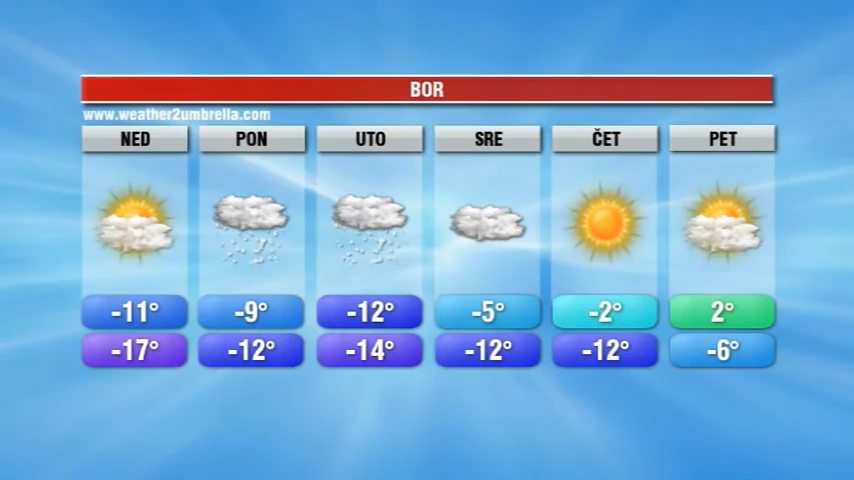 BOR
www.weather2umbrella.com
NED PON UTO SRE ČET PET
-11° -9° -12° -5° -2° 2°
-17° -12° -14° -12° -12° -6°